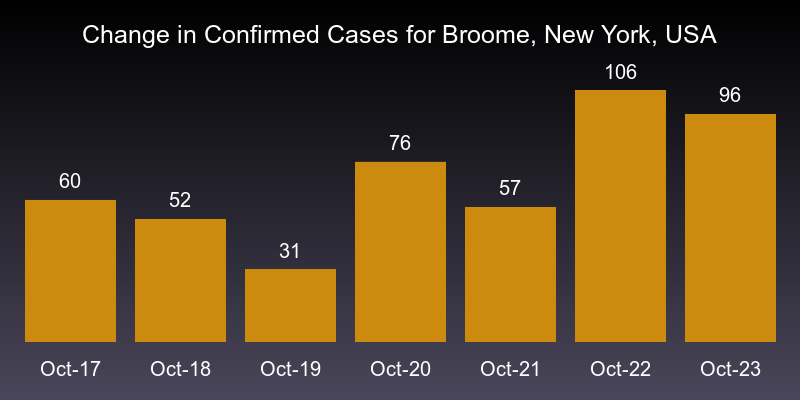 Change in Confirmed Cases for Broome, New York, USA
60
52
31
76
57
106
96
Oct-17
Oct-18
Oct-19
Oct-20
Oct-21
Oct-22
Oct-23